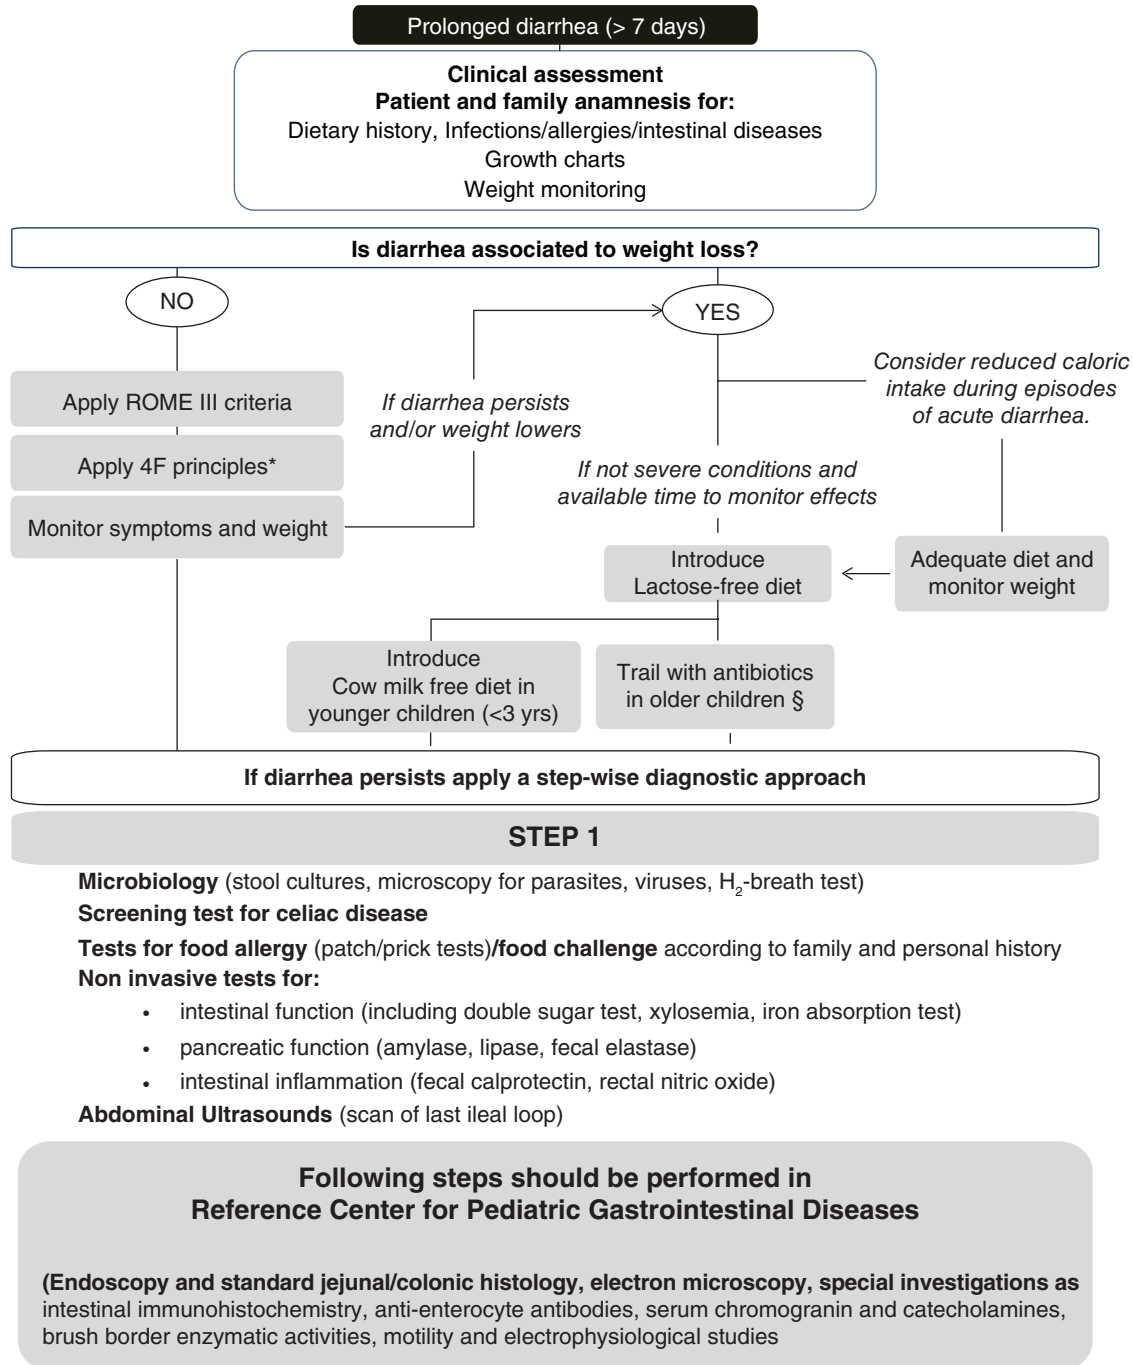 Prolonged diarrhea (> 7 days)
Clinical assessment
Patient and family anamnesis for:
Dietary history, Infections/allergies/intestinal diseases
Growth charts
Weight monitoring
Is diarrhea associated to weight loss?
NO
YES
Apply ROME III criteria
Apply 4F principles*
Monitor symptoms and weight
If diarrhea persists
and/or weight lowers
Consider reduced caloric
intake during episodes
of acute diarrhea.
If not severe conditions and
available time to monitor effects
Introduce
Lactose-free diet
Adequate diet and
monitor weight
Introduce
Cow milk free diet in
younger children (<3 yrs)
Trail with antibiotics
in older children §
If diarrhea persists apply a step-wise diagnostic approach
STEP 1
Microbiology (stool cultures, microscopy for parasites, viruses, H2-breath test)
Screening test for celiac disease
Tests for food allergy (patch/prick tests)/food challenge according to family and personal history
Non invasive tests for:
• intestinal function (including double sugar test, xylosemia, iron absorption test)
• pancreatic function (amylase, lipase, fecal elastase)
• intestinal inflammation (fecal calprotectin, rectal nitric oxide)
Abdominal Ultrasounds (scan of last ileal loop)
Following steps should be performed in
Reference Center for Pediatric Gastrointestinal Diseases
(Endoscopy and standard jejunal/colonic histology, electron microscopy, special investigations as
intestinal immunohistochemistry, anti-enterocyte antibodies, serum chromogranin and catecholamines,
brush border enzymatic activities, motility and electrophysiological studies